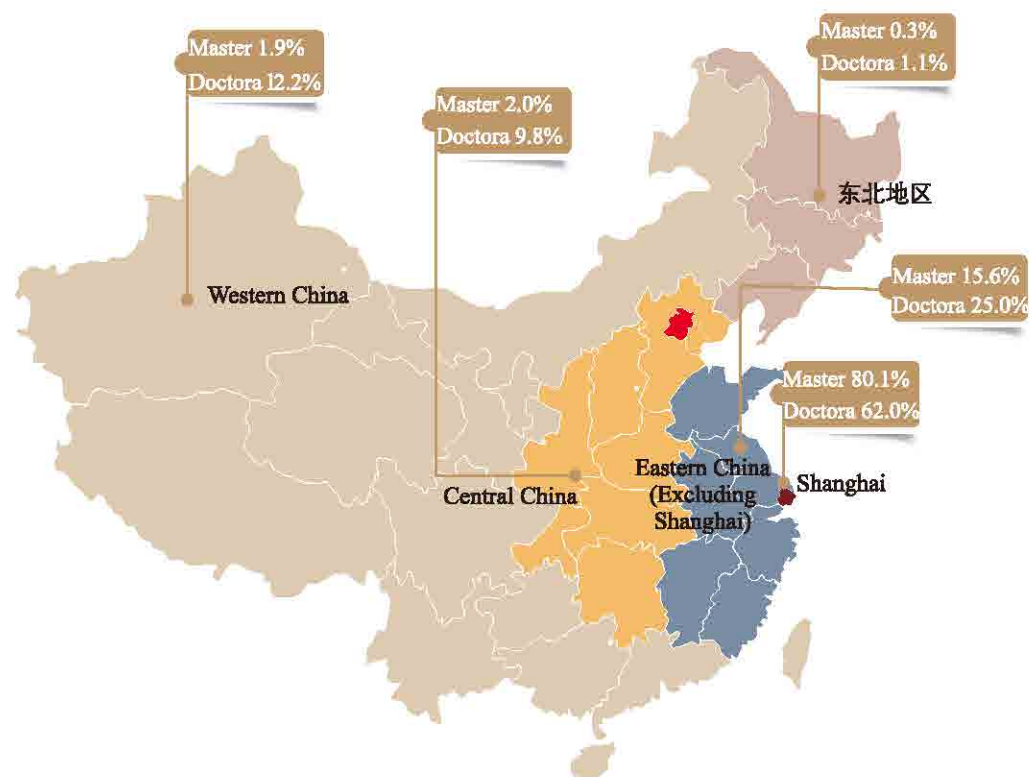 Master 1.9%
Doctora l2.2%
Master 2.0%
Doctora 9.8%
Master 0.3%
Doctora 1.1%
东北地区
Western China
Master 15.6%
Doctora 25.0%
Master 80.1%
Doctora 62.0%
Eastern China
(Excluding
Shanghai)
Shanghai
Central China